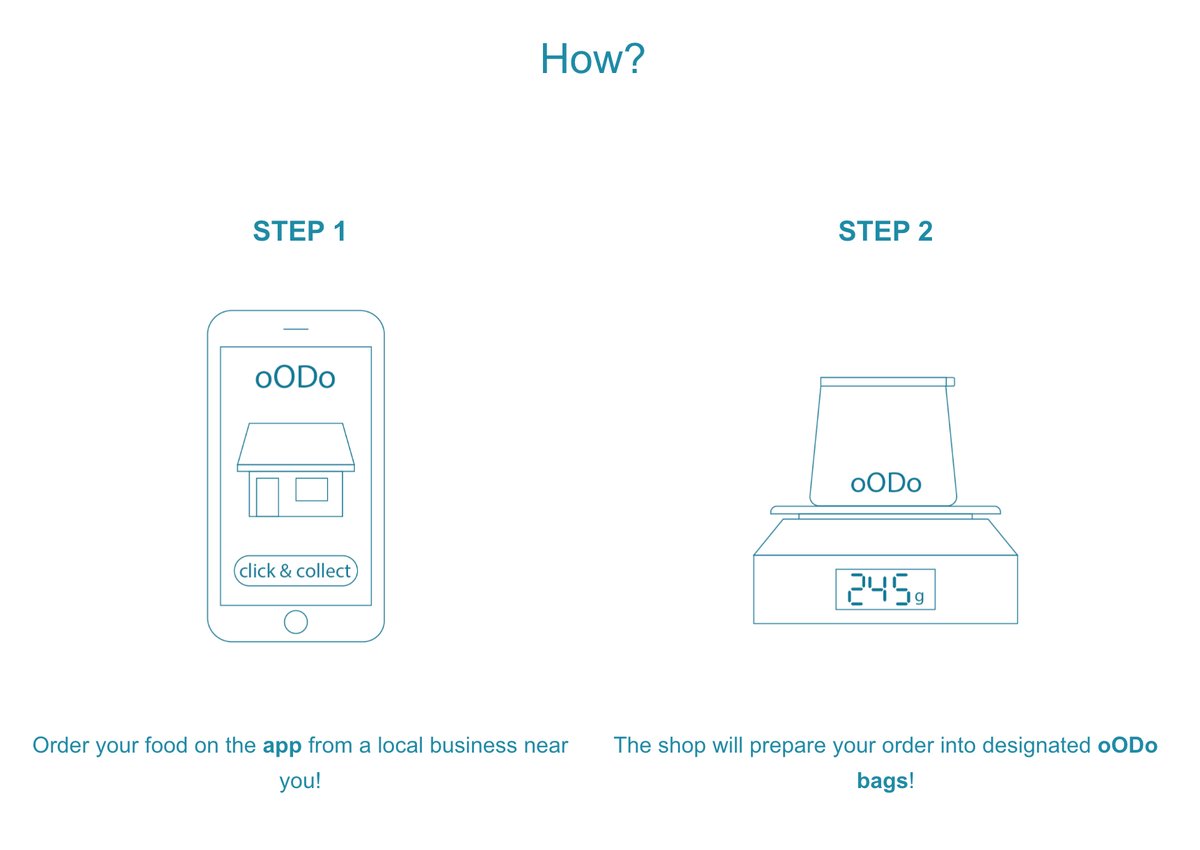 How?
STEP 1
oODo
click & collect
Order your food on the app from a local business near
you!
STEP 2
oODo
245 g
The shop will prepare your order into designated oODo
bags!